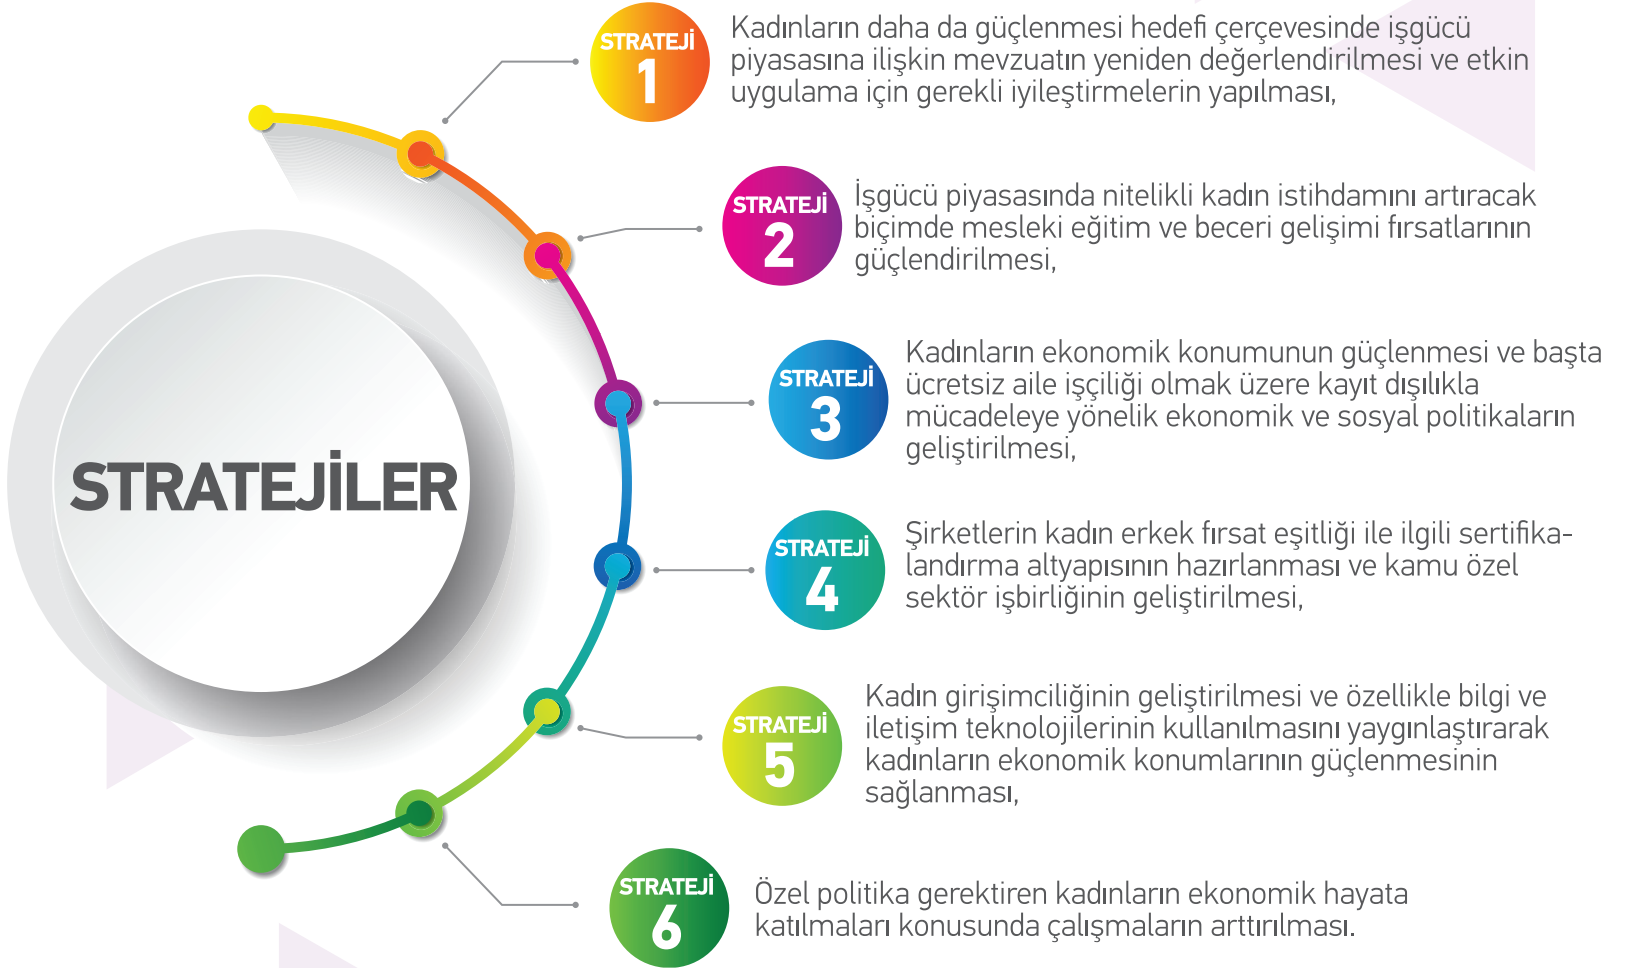 STRATEJİLER
STRATEJİ
1
Kadınların daha da güçlenmesi hedefi çerçevesinde işgücü
piyasasına ilişkin mevzuatın yeniden değerlendirilmesi ve etkin
uygulama için gerekli iyileştirmelerin yapılması,
STRATEJİ
2
İşgücü piyasasında nitelikli kadın istihdamını artıracak
biçimde mesleki eğitim ve beceri gelişimi fırsatlarının
güçlendirilmesi,
STRATEJİ
3
Kadınların ekonomik konumunun güçlenmesi ve başta
ücretsiz aile işçiliği olmak üzere kayıt dışılıkla
mücadeleye yönelik ekonomik ve sosyal politikaların
geliştirilmesi,
STRATEJİ
4
Şirketlerin kadın erkek fırsat eşitliği ile ilgili sertifika-
landırma altyapısının hazırlanması ve kamu özel
sektör işbirliğinin geliştirilmesi,
STRATEJİ
5
Kadın girişimciliğinin geliştirilmesi ve özellikle bilgi ve
iletişim teknolojilerinin kullanılmasını yaygınlaştırarak
kadınların ekonomik konumlarının güçlenmesinin
sağlanması,
STRATEJİ
6
Özel politika gerektiren kadınların ekonomik hayata
katılmaları konusunda çalışmaların arttırılması.